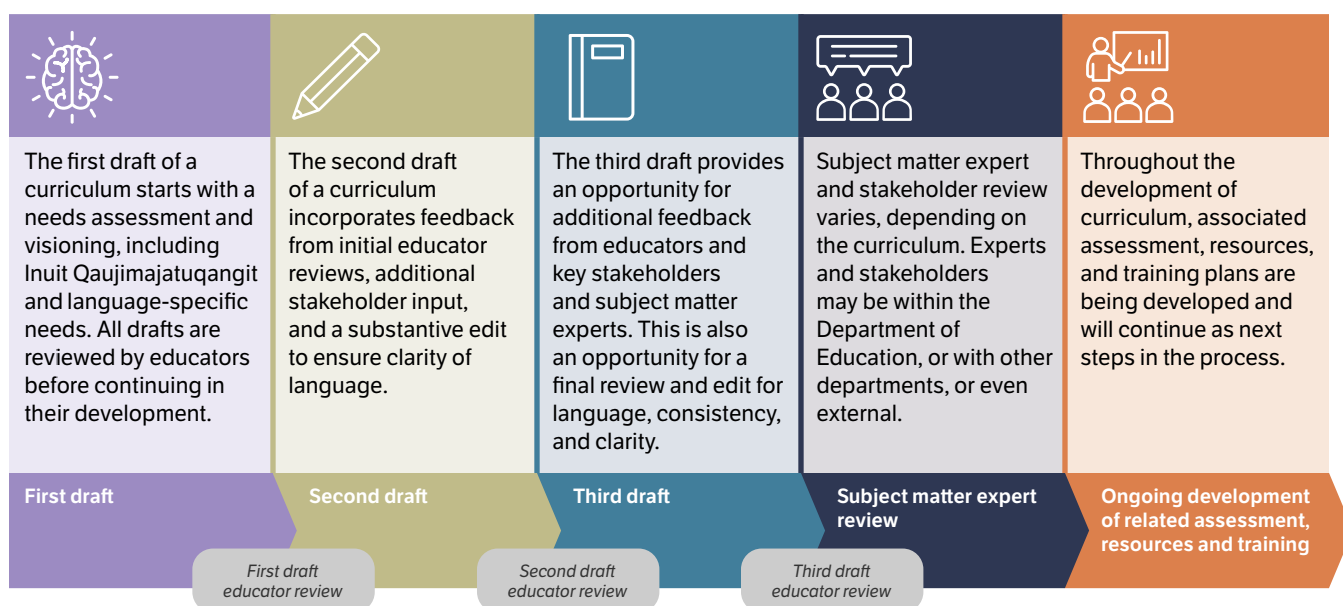 The first draft of a
curriculum starts with a
needs assessment and
visioning, including
Inuit Qaujimajatuqangit
and language-specific
needs. All drafts are
reviewed by educators
before continuing in
their development.
The second draft
of a curriculum
incorporates feedback
from initial educator
reviews, additional
stakeholder input,
and a substantive edit
to ensure clarity of
language.
The third draft provides
an opportunity for
additional feedback
from educators and
key stakeholders
and subject matter
experts. This is also
an opportunity for a
final review and edit for
language, consistency,
and clarity.
Subject matter expert
and stakeholder review
varies, depending on
the curriculum. Experts
and stakeholders
may be within the
Department of
Education, or with other
departments, or even
external.
Throughout the
development of
curriculum, associated
assessment, resources,
and training plans are
being developed and
will continue as next
steps in the process.
First draft
Second draft
Third draft
Subject matter expert
review
Ongoing development
of related assessment,
resources and training
First draft
educator review
Second draft
educator review
Third draft
educator review